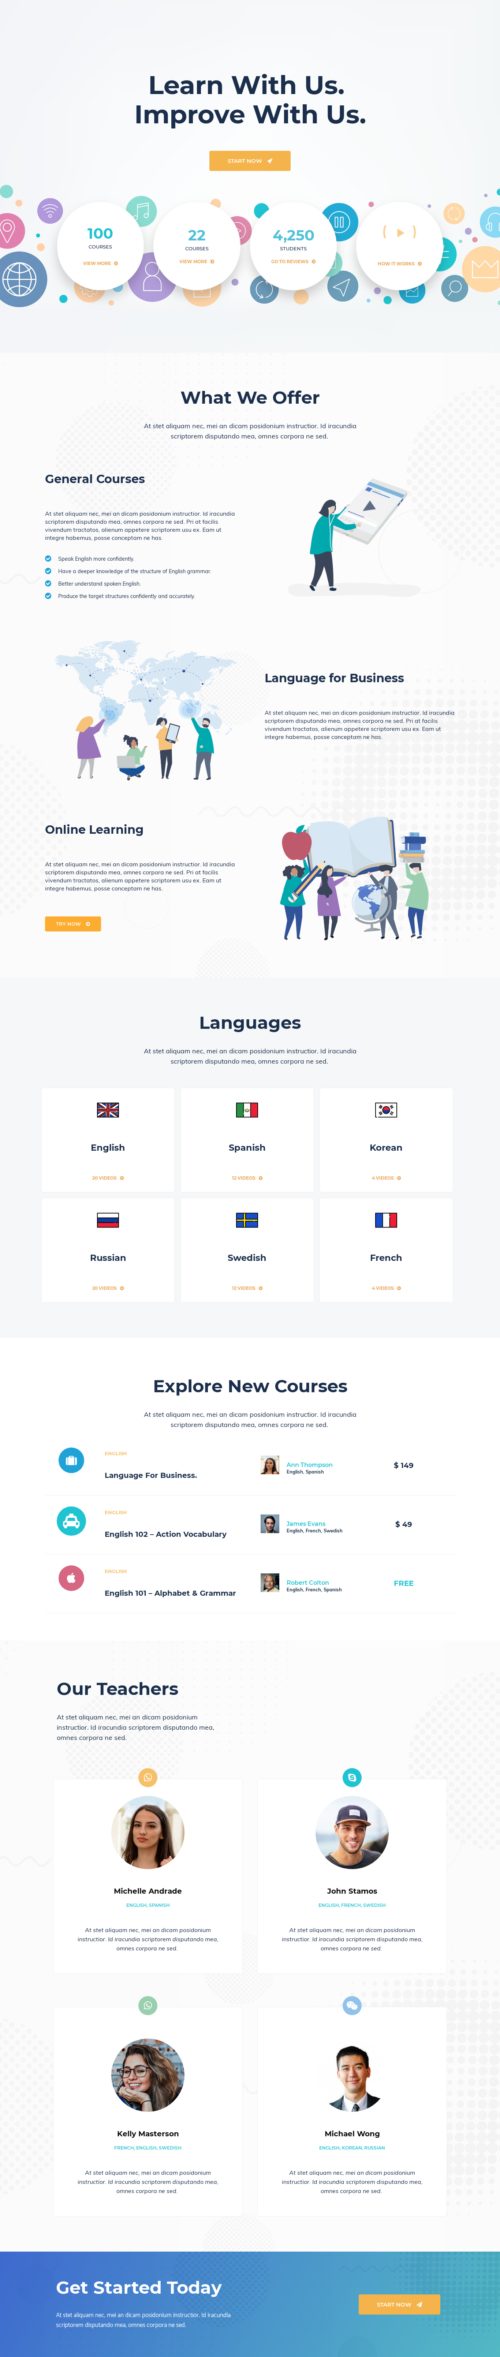 Learn With Us.
Improve With Us.
START NOW
100
COURSES
VIEW MORE
22
COURSES
VIEW MORE
4,250
STUDENTS
GO TO REVIEWS
HOW IT WORKS
What We Offer
At stet aliquam nec, mei an dicam posidonium instructior. Id iracundia
scriptorem disputando mea, omnes corpora ne sed.
General Courses
At stet aliquam nec, mei an dicam posidonium instructior. Id iracundia
scriptorem disputando mea, omnes corpora ne sed. Pri at facilis
vivendum tractatos, alienum appetere scriptorem usu ex. Eam ut
integre habemus, posse conceptam ne has.
Speak English more confidently.
Have a deeper knowledge of the structure of English grammar.
Better understand spoken English.
Produce the target structures confidently and accurately.
Language for Business
At stet aliquam nec, mei an dicam posidonium instructior. Id iracundia
scriptorem disputando mea, omnes corpora ne sed. Pri at facilis
vivendum tractatos, alienum appetere scriptorem usu ex. Eam ut
integre habemus, posse conceptam ne has.
Online Learning
At stet aliquam nec, mei an dicam posidonium instructior. Id iracundia
scriptorem disputando mea, omnes corpora ne sed. Pri at facilis
vivendum tractatos, alienum appetere scriptorem usu ex. Eam ut
integre habemus, posse conceptam ne has.
TRY NOW
Languages
At stet aliquam nec, mei an dicam posidonium instructior. Id iracundia
scriptorem disputando mea, omnes corpora ne sed.
English
Spanish
Korean
20 VIDEOS
12 VIDEOS
4 VIDEOS
Russian
Swedish
French
20 VIDEOS
12 VIDEOS
4 VIDEOS
Explore New Courses
At stet aliquam nec, mei an dicam posidonium instructior. Id iracundia
scriptorem disputando mea, omnes corpora ne sed.
ENGLISH
Language For Business.
Ann Thompson
English, Spanish
$ 149
ENGLISH
English 102 – Action Vocabulary
James Evans
English, French, Swedish
$ 49
ENGLISH
English 101 – Alphabet & Grammar
Robert Colton
English, French, Spanish
FREE
Our Teachers
At stet aliquam nec, mei an dicam posidonium
instructior. Id iracundia scriptorem disputando mea,
omnes corpora ne sed.
Michelle Andrade
ENGLISH, SPANISH
At stet aliquam nec, mei an dicam posidonium
instructior. Id iracundia scriptorem disputando mea,
omnes corpora ne sed.
John Stamos
ENGLISH, FRENCH, SWEDISH
At stet aliquam nec, mei an dicam posidonium
instructior. Id iracundia scriptorem disputando mea,
omnes corpora ne sed.
Kelly Masterson
FRENCH, ENGLISH, SWEDISH
At stet aliquam nec, mei an dicam posidonium
instructior. Id iracundia scriptorem disputando mea,
omnes corpora ne sed.
Michael Wong
ENGLISH, KOREAN, RUSSIAN
At stet aliquam nec, mei an dicam posidonium
instructior. Id iracundia scriptorem disputando mea,
omnes corpora ne sed.
Get Started Today
At stet aliquam nec, mei an dicam posidonium instructior. Id iracundia
scriptorem disputando mea, omnes corpora ne sed.
START NOW